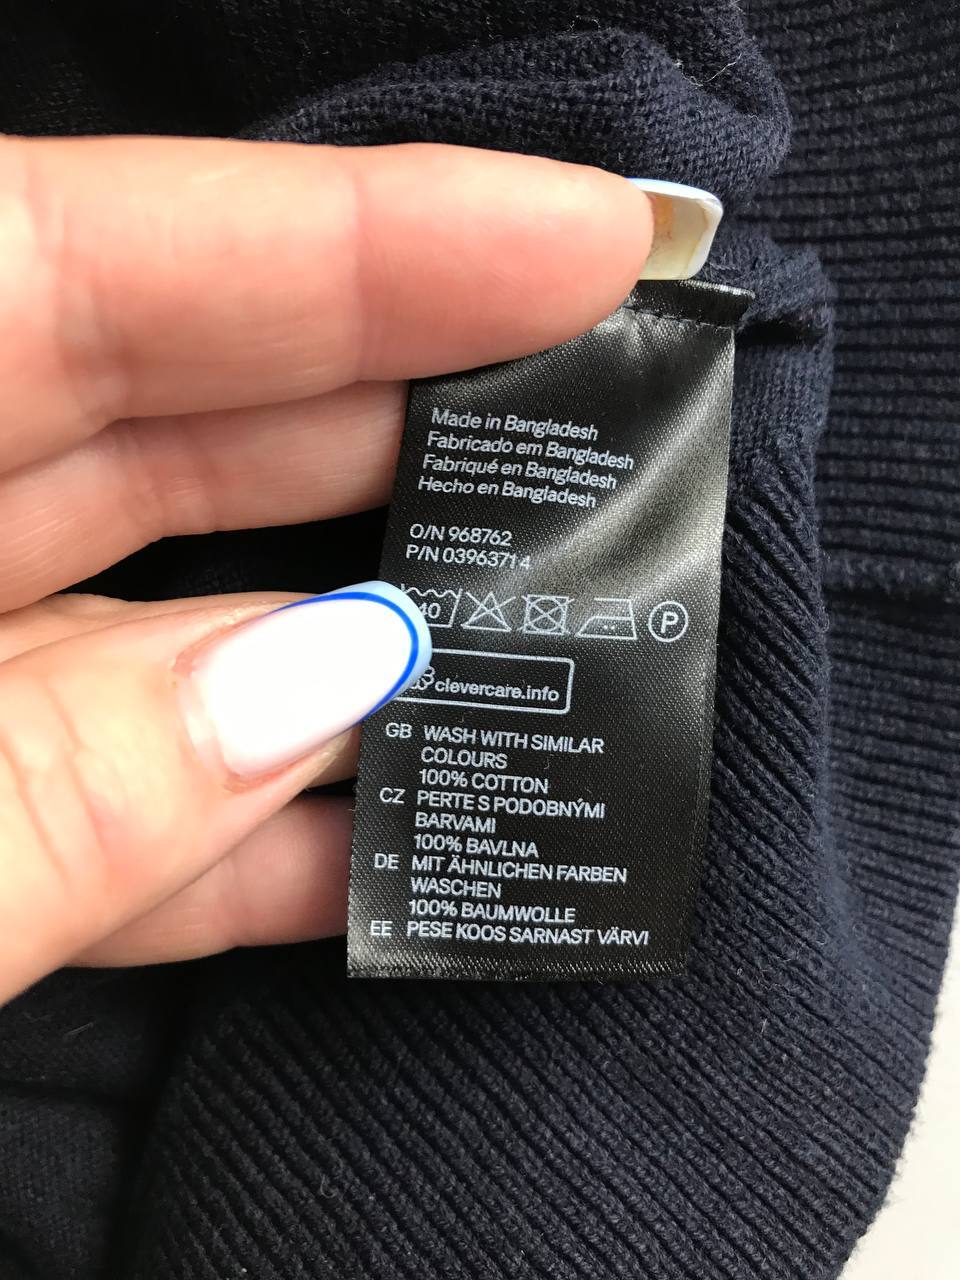 Made in Bangladesh
Fabricado em Bangladesh
Fabriqué en Bangladesh
Hecho en Bangladesh
O/N 968762
P/N 03963714
40 P
clevercare.info
GB WASH WITH SIMILAR
COLOURS
100% COTTON
CZ PERTE S PODOBNÝMI
BARVAMI
100% BAVLNA
DE MIT ÄHNLICHEN FARBEN
WASCHEN
100% BAUMWOLLE
EE PESE KOOS SARNAST VÄRVI